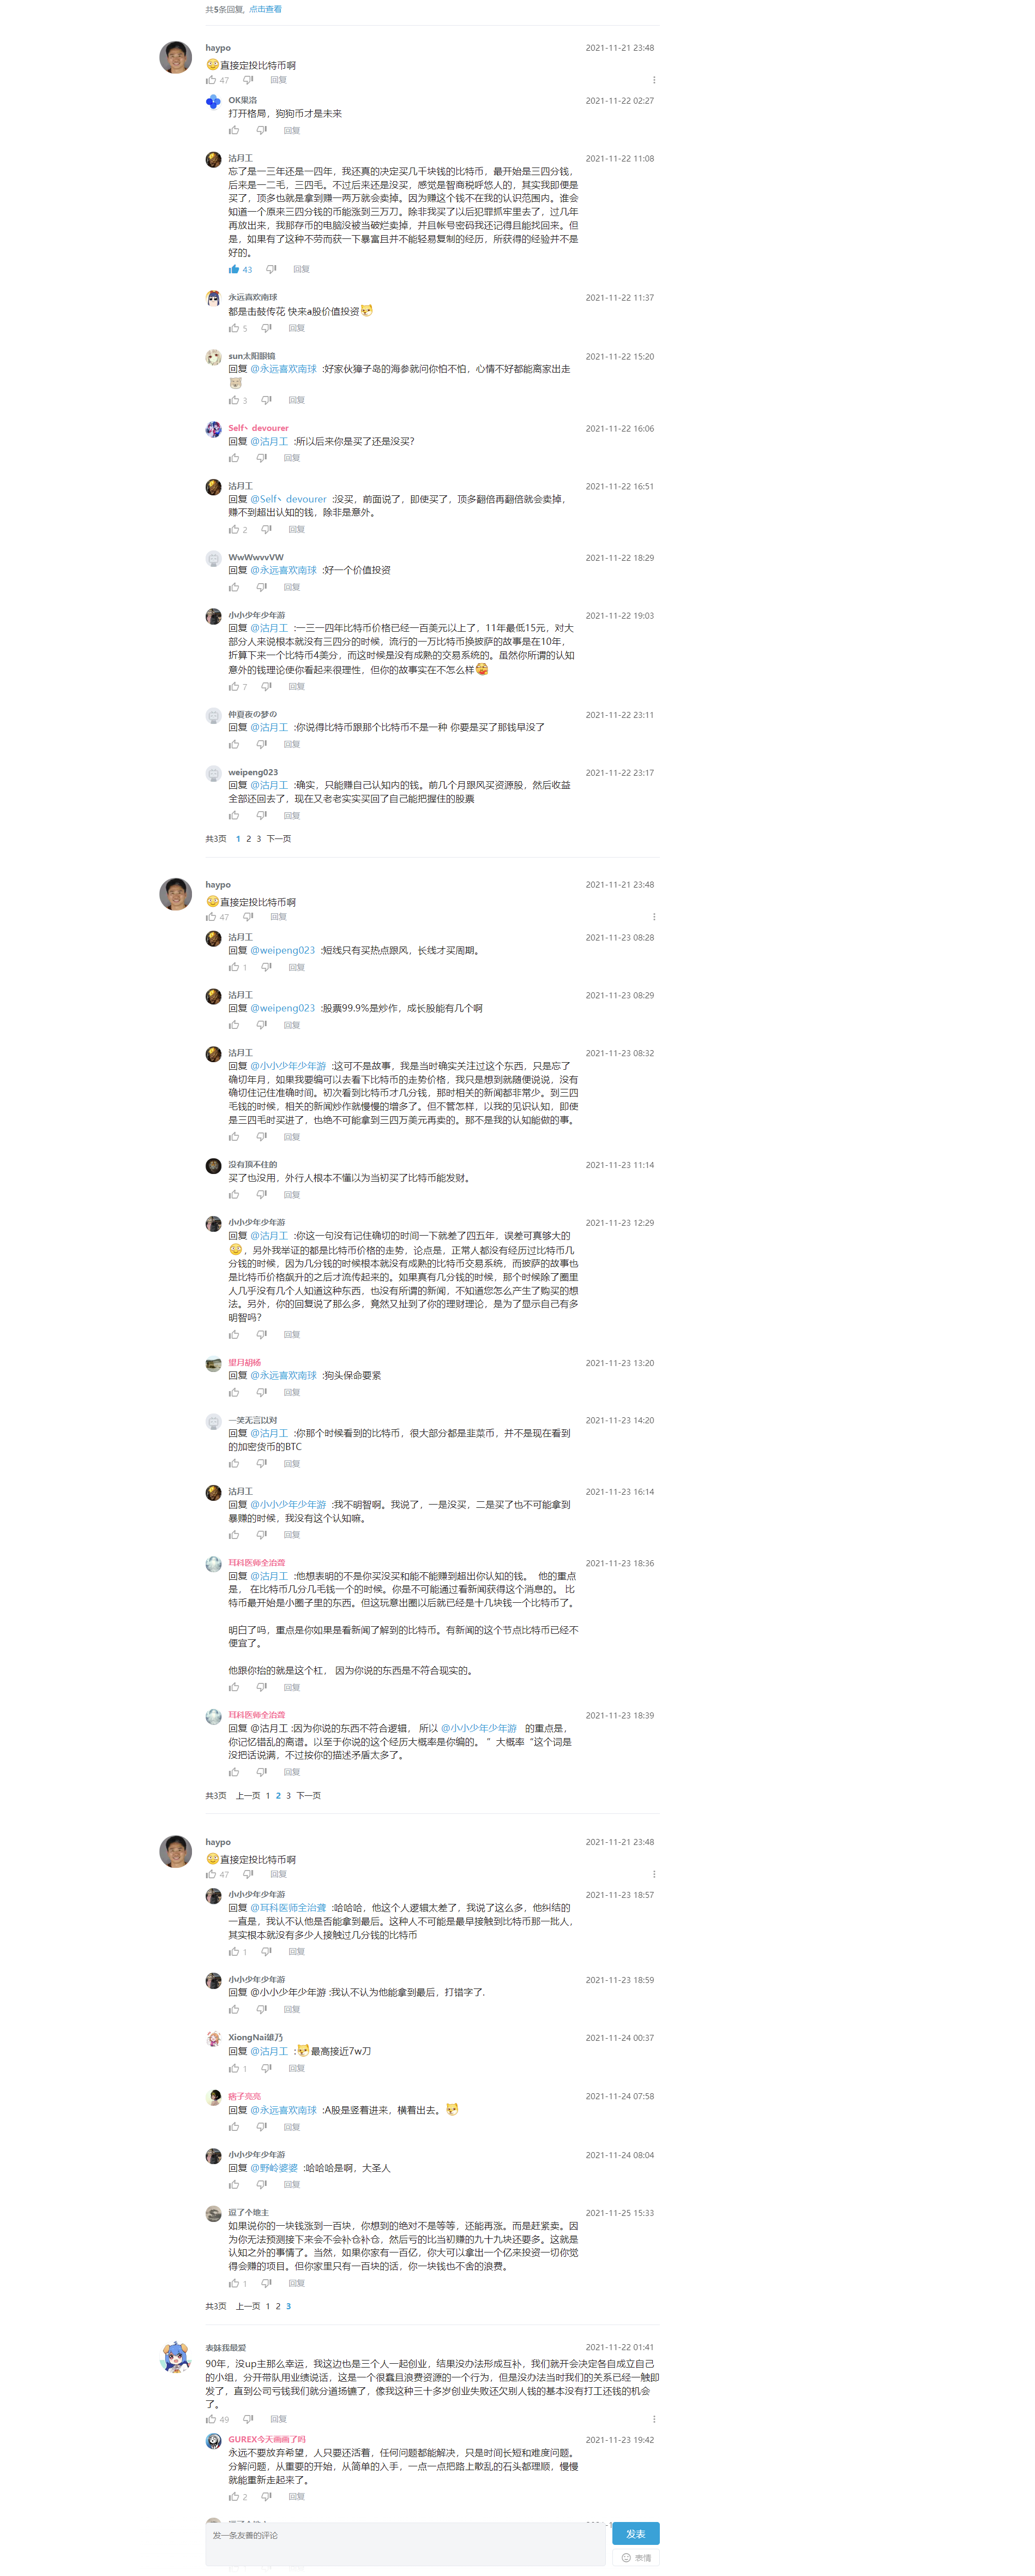 共5条回复, 点击查看
haypo 2021-11-21 23:48
直接定投比特币啊
47 回复
OK果洛 2021-11-22 02:27
打开格局，狗狗币才是未来
回复
沽月工 2021-11-22 11:08
忘了是一三年还是一四年，我还真的决定买几千块钱的比特币，最开始是三四分钱，
后来是一二毛，三四毛。不过后来还是没买，感觉是智商税呼悠人的，其实我即便是
买了，顶多也就是拿到赚一两万就会卖掉。因为赚这个钱不在我的认识范围内。谁会
知道一个原来三四分钱的币能涨到三万刀。除非我买了以后犯罪抓牢里去了，过几年
再放出来，我那存币的电脑没被当破烂卖掉，并且帐号密码我还记得且能找回来。但
是，如果有了这种不劳而获一下暴富且并不能轻易复制的经历，所获得的经验并不是
好的。
43 回复
永远喜欢南球 2021-11-22 11:37
都是击鼓传花 快来a股价值投资
5 回复
sun太阳眼镜 2021-11-22 15:20
回复 @永远喜欢南球 :好家伙獐子岛的海参就问你怕不怕，心情不好都能离家出走
3 回复
Self丶devourer 2021-11-22 16:06
回复 @沽月工 :所以后来你是买了还是没买？
回复
沽月工 2021-11-22 16:51
回复 @Self丶devourer :没买，前面说了，即使买了，顶多翻倍再翻倍就会卖掉，
赚不到超出认知的钱，除非是意外。
2 回复
WwWwvvVW 2021-11-22 18:29
回复 @永远喜欢南球 :好一个价值投资
回复
小小少年少年游 2021-11-22 19:03
回复 @沽月工 :一三一四年比特币价格已经一百美元以上了，11年最低15元，对大
部分人来说根本就没有三四分的时候，流行的一万比特币换披萨的故事是在10年，
折算下来一个比特币4美分，而这时候是没有成熟的交易系统的。虽然你所谓的认知
意外的钱理论使你看起来很理性，但你的故事实在不怎么样
7 回复
仲夏夜の梦の 2021-11-22 23:11
回复 @沽月工 :你说得比特币跟那个比特币不是一种 你要是买了那钱早没了
回复
weipeng023 2021-11-22 23:17
回复 @沽月工 :确实，只能赚自己认知内的钱。前几个月跟风买资源股，然后收益
全部还回去了，现在又老老实实买回了自己能把握住的股票
回复
共3页 1 2 3 下一页
haypo 2021-11-21 23:48
直接定投比特币啊
47 回复
沽月工 2021-11-23 08:28
回复 @weipeng023 :短线只有买热点跟风，长线才买周期。
1 回复
沽月工 2021-11-23 08:29
回复 @weipeng023 :股票99.9%是炒作，成长股能有几个啊
回复
沽月工 2021-11-23 08:32
回复 @小小少年少年游 :这可不是故事，我是当时确实关注过这个东西，只是忘了
确切年月，如果我要编可以去看下比特币的走势价格，我只是想到就随便说说，没有
确切住记住准确时间。初次看到比特币才几分钱，那时相关的新闻都非常少。到三四
毛钱的时候，相关的新闻炒作就慢慢的增多了。但不管怎样，以我的见识认知，即使
是三四毛时买进了，也绝不可能拿到三四万美元再卖的。那不是我的认知能做的事。
回复
没有顶不住的 2021-11-23 11:14
买了也没用，外行人根本不懂以为当初买了比特币能发财。
回复
小小少年少年游 2021-11-23 12:29
回复 @沽月工 :你这一句没有记住确切的时间一下就差了四五年，误差可真够大的
，另外我举证的都是比特币价格的走势，论点是，正常人都没有经历过比特币几
分钱的时候，因为几分钱的时候根本就没有成熟的比特币交易系统，而披萨的故事也
是比特币价格飙升的之后才流传起来的。如果真有几分钱的时候，那个时候除了圈里
人几乎没有几个人知道这种东西，也没有所谓的新闻，不知道您怎么产生了购买的想
法。另外，你的回复说了那么多，竟然又扯到了你的理财理论，是为了显示自己有多
明智吗？
回复
望月胡杨 2021-11-23 13:20
回复 @永远喜欢南球 :狗头保命要紧
回复
一笑无言以对 2021-11-23 14:20
回复 @沽月工 :你那个时候看到的比特币，很大部分都是韭菜币，并不是现在看到
的加密货币的BTC
回复
沽月工 2021-11-23 16:14
回复 @小小少年少年游 :我不明智啊。我说了，一是没买，二是买了也不可能拿到
暴赚的时候，我没有这个认知嘛。
回复
耳科医师全治聋 2021-11-23 18:36
回复 @沽月工 :他想表明的不是你买没买和能不能赚到超出你认知的钱。 他的重点
是， 在比特币几分几毛钱一个的时候。你是不可能通过看新闻获得这个消息的。 比
特币最开始是小圈子里的东西。但这玩意出圈以后就已经是十几块钱一个比特币了。
明白了吗，重点是你如果是看新闻了解到的比特币。有新闻的这个节点比特币已经不
便宜了。
他跟你抬的就是这个杠， 因为你说的东西是不符合现实的。
回复
耳科医师全治聋 2021-11-23 18:39
回复 @沽月工 :因为你说的东西不符合逻辑， 所以 @小小少年少年游 的重点是，
你记忆错乱的离谱。以至于你说的这个经历大概率是你编的。 ”大概率“这个词是
没把话说满，不过按你的描述矛盾太多了。
回复
共3页 上一页 1 2 3 下一页
haypo 2021-11-21 23:48
直接定投比特币啊
47 回复
小小少年少年游 2021-11-23 18:57
回复 @耳科医师全治聋 :哈哈哈，他这个人逻辑太差了，我说了这么多，他纠结的
一直是，我认不认他是否能拿到最后。这种人不可能是最早接触到比特币那一批人，
其实根本就没有多少人接触过几分钱的比特币
1 回复
小小少年少年游 2021-11-23 18:59
回复 @小小少年少年游 :我认不认为他能拿到最后，打错字了.
回复
XiongNai雄乃 2021-11-24 00:37
回复 @沽月工 :最高接近7w刀
1 回复
痞子亮亮 2021-11-24 07:58
回复 @永远喜欢南球 :A股是竖着进来，横着出去。
回复
小小少年少年游 2021-11-24 08:04
回复 @野岭婆婆 :哈哈哈是啊，大圣人
回复
逗了个地主 2021-11-25 15:33
如果说你的一块钱涨到一百块，你想到的绝对不是等等，还能再涨。而是赶紧卖。因
为你无法预测接下来会不会补仓补仓，然后亏的比当初赚的九十九块还要多。这就是
认知之外的事情了。当然，如果你家有一百亿，你大可以拿出一个亿来投资一切你觉
得会赚的项目。但你家里只有一百块的话，你一块钱也不舍的浪费。
1 回复
共3页 上一页 1 2 3
表妹我最爱 2021-11-22 01:41
90年，没up主那么幸运，我这边也是三个人一起创业，结果没办法形成互补，我们就开会决定各自成立自己
的小组，分开带队用业绩说话，这是一个很蠢且浪费资源的一个行为，但是没办法当时我们的关系已经一触即
发了，直到公司亏钱我们就分道扬镳了，像我这种三十多岁创业失败还欠别人钱的基本没有打工还钱的机会
了。
49 回复
GUREX今天画画了吗 2021-11-23 19:42
永远不要放弃希望，人只要还活着，任何问题都能解决，只是时间长短和难度问题。
分解问题，从重要的开始，从简单的入手，一点一点把路上散乱的石头都理顺，慢慢
就能重新走起来了。
2 回复
发一条友善的评论
发表
表情